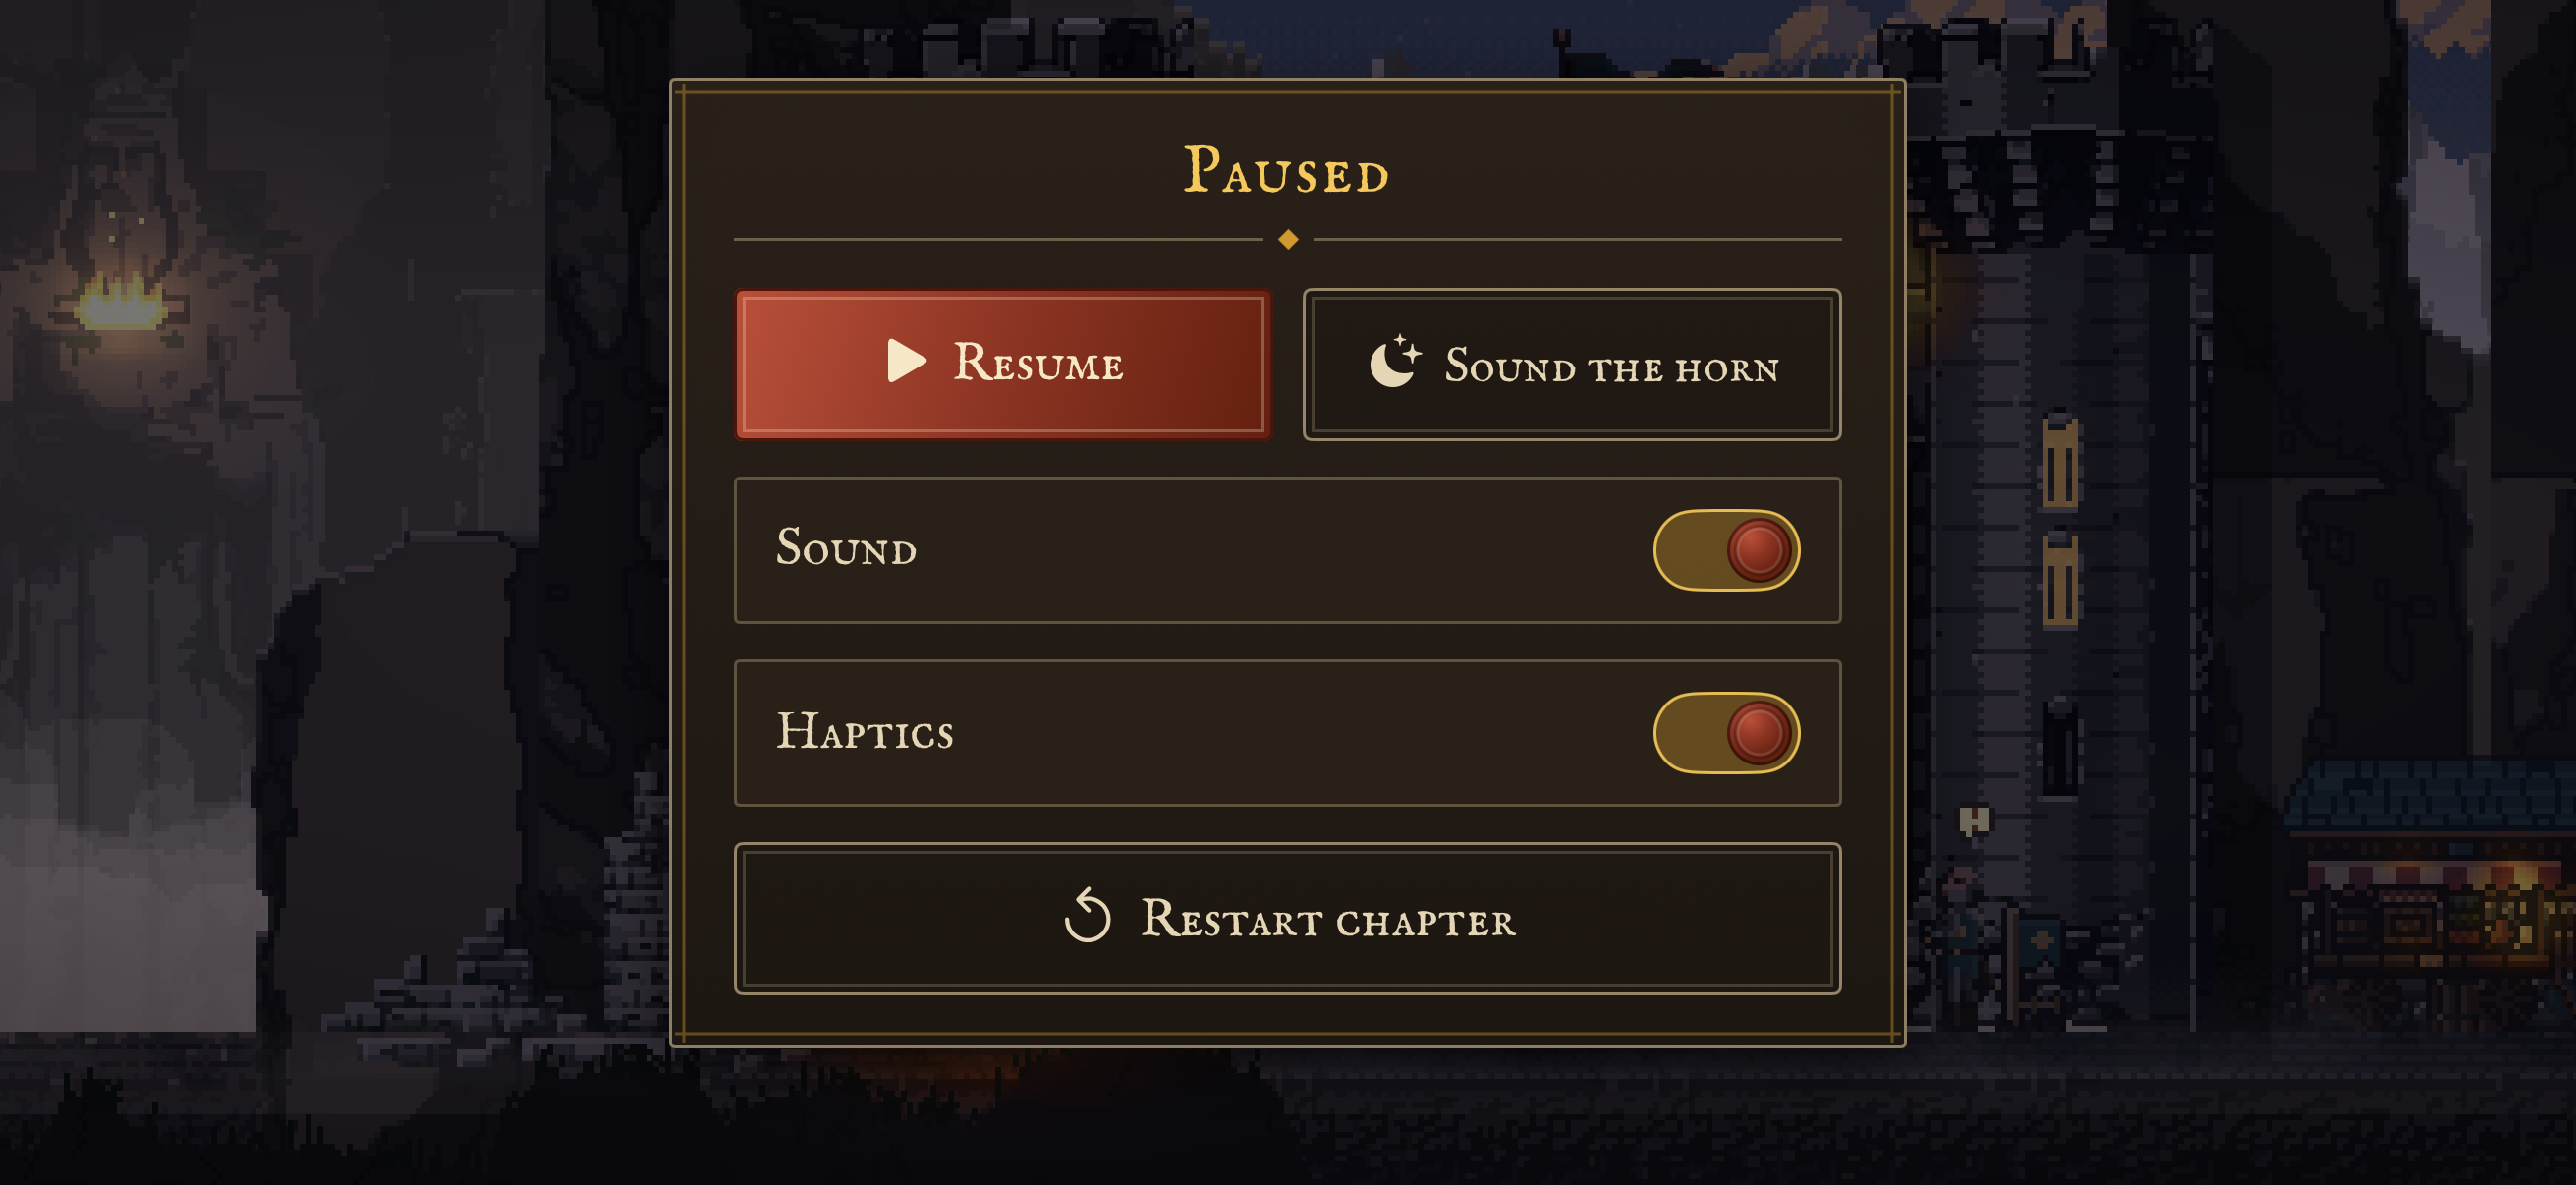 Paused
Resume
Sound the horn
Sound
Haptics
Restart chapter